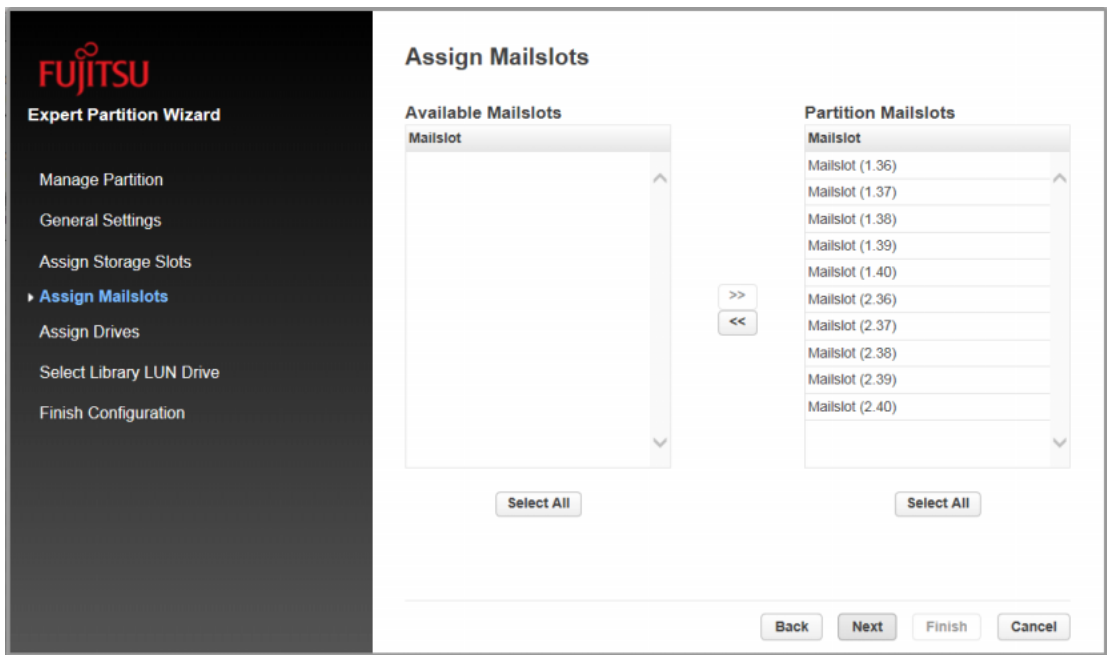 FUJITSU
Expert Partition Wizard
Manage Partition
General Settings
Assign Storage Slots
Assign Mailslots
Assign Drives
Select Library LUN Drive
Finish Configuration
Assign Mailslots
Available Mailslots
Mailslot
Select All
>>
<<
Partition Mailslots
Mailslot
Mailslot (1.36)
Mailslot (1.37)
Mailslot (1.38)
Mailslot (1.39)
Mailslot (1.40)
Mailslot (2.36)
Mailslot (2.37)
Mailslot (2.38)
Mailslot (2.39)
Mailslot (2.40)
Select All
Back Next Finish Cancel